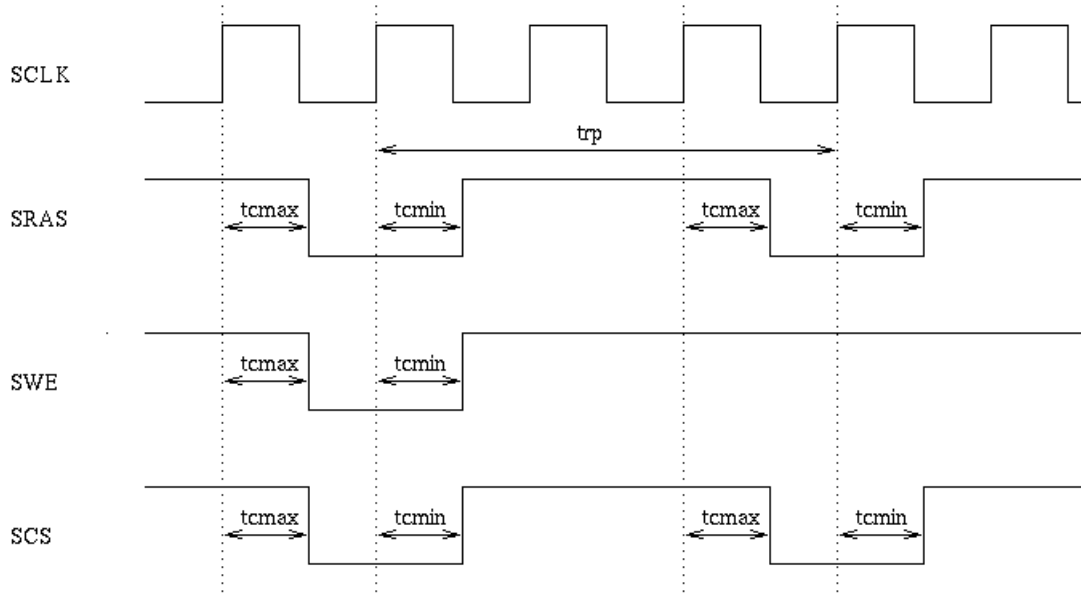 SCLK
trp
SRAS tcmax tcmin tcmax tcmin
SWE tcmax tcmin
SCS tcmax tcmin tcmax tcmin